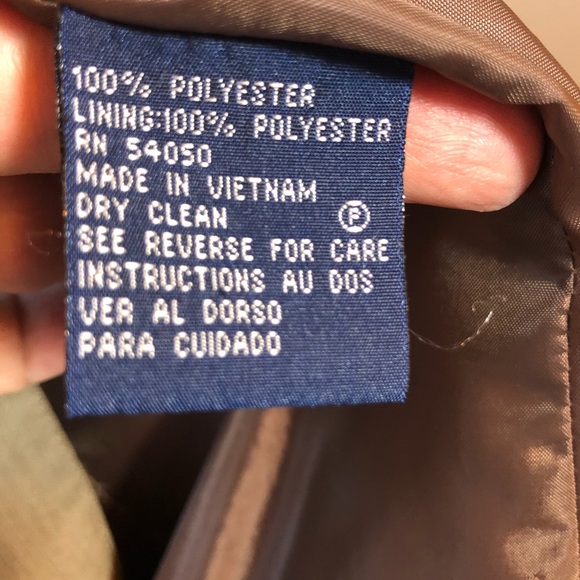 100% POLYESTER
LINING:100% POLYESTER
RN 54050
MADE IN VIETNAM
DRY CLEAN Ⓟ
SEE REVERSE FOR CARE
INSTRUCTIONS AU DOS
VER AL DORSO
PARA CUIDADO